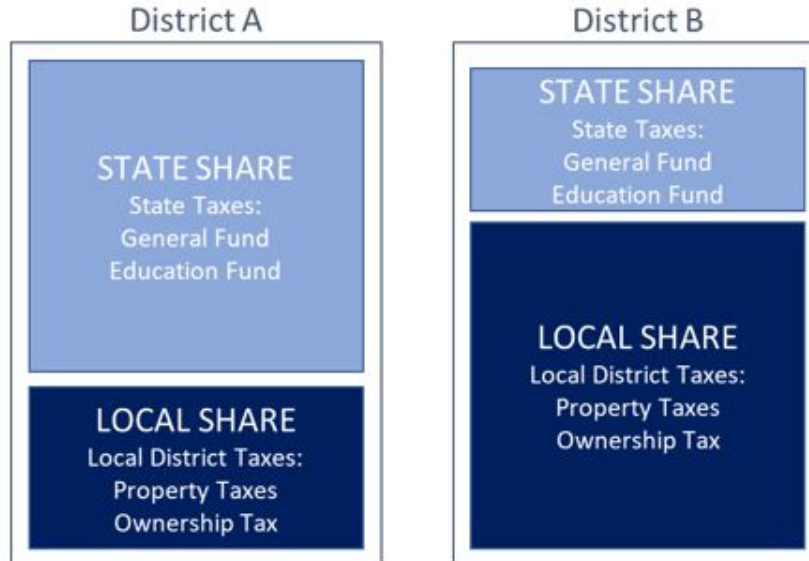 District A
STATE SHARE
State Taxes:
General Fund
Education Fund
LOCAL SHARE
Local District Taxes:
Property Taxes
Ownership Tax
District B
STATE SHARE
State Taxes:
General Fund
Education Fund
LOCAL SHARE
Local District Taxes:
Property Taxes
Ownership Tax